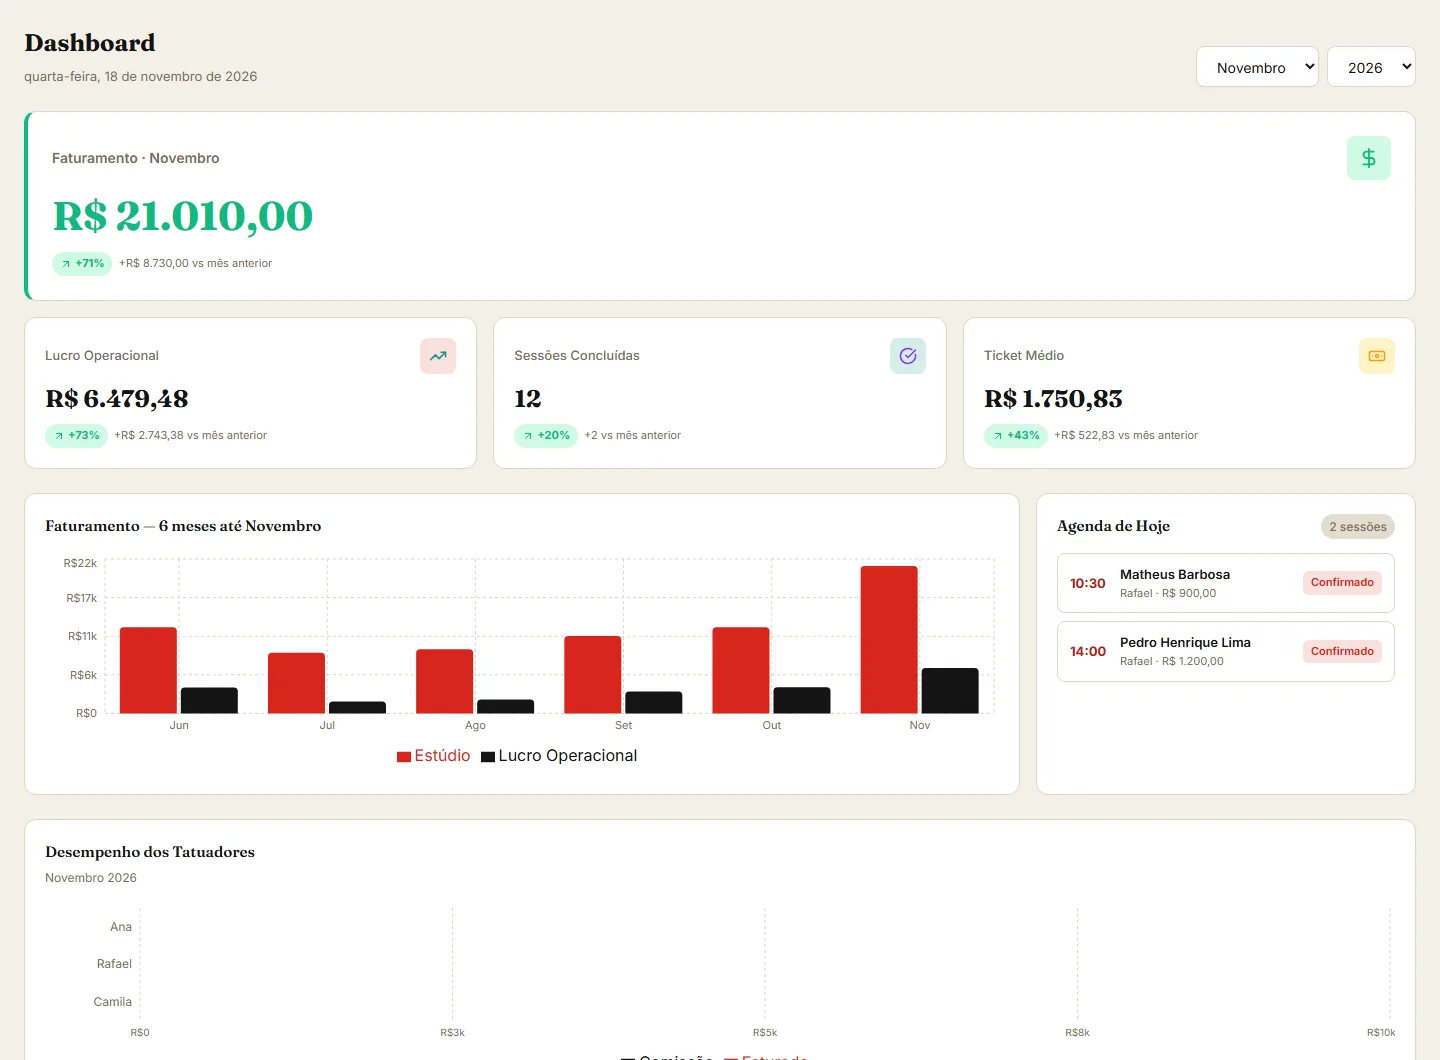 Dashboard
quarta-feira, 18 de novembro de 2026
Novembro
2026
Faturamento · Novembro
R$ 21.010,00
+71% +R$ 8.730,00 vs mês anterior
Lucro Operacional
R$ 6.479,48
+73% +R$ 2.743,38 vs mês anterior
Sessões Concluídas
12
+20% +2 vs mês anterior
Ticket Médio
R$ 1.750,83
+43% +R$ 522,83 vs mês anterior
Faturamento — 6 meses até Novembro
R$22k
R$17k
R$11k
R$6k
R$0
Jun Jul Ago Set Out Nov
Estúdio Lucro Operacional
Agenda de Hoje
2 sessões
10:30
Matheus Barbosa
Rafael · R$ 900,00
Confirmado
14:00
Pedro Henrique Lima
Rafael · R$ 1.200,00
Confirmado
Desempenho dos Tatuadores
Novembro 2026
Ana
Rafael
Camila
R$0 R$3k R$5k R$8k R$10k